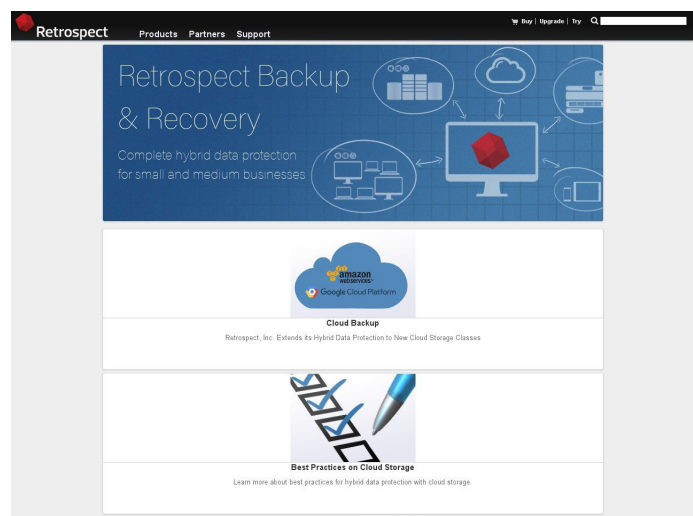 Retrospect
Products Partners Support
Buy | Upgrade | Try
Retrospect Backup
& Recovery
Complete hybrid data protection
for small and medium businesses
amazon
webservices™
Google Cloud Platform
Cloud Backup
Retrospect, Inc. Extends its Hybrid Data Protection to New Cloud Storage Classes
Best Practices on Cloud Storage
Learn more about best practices for hybrid data protection with cloud storage.